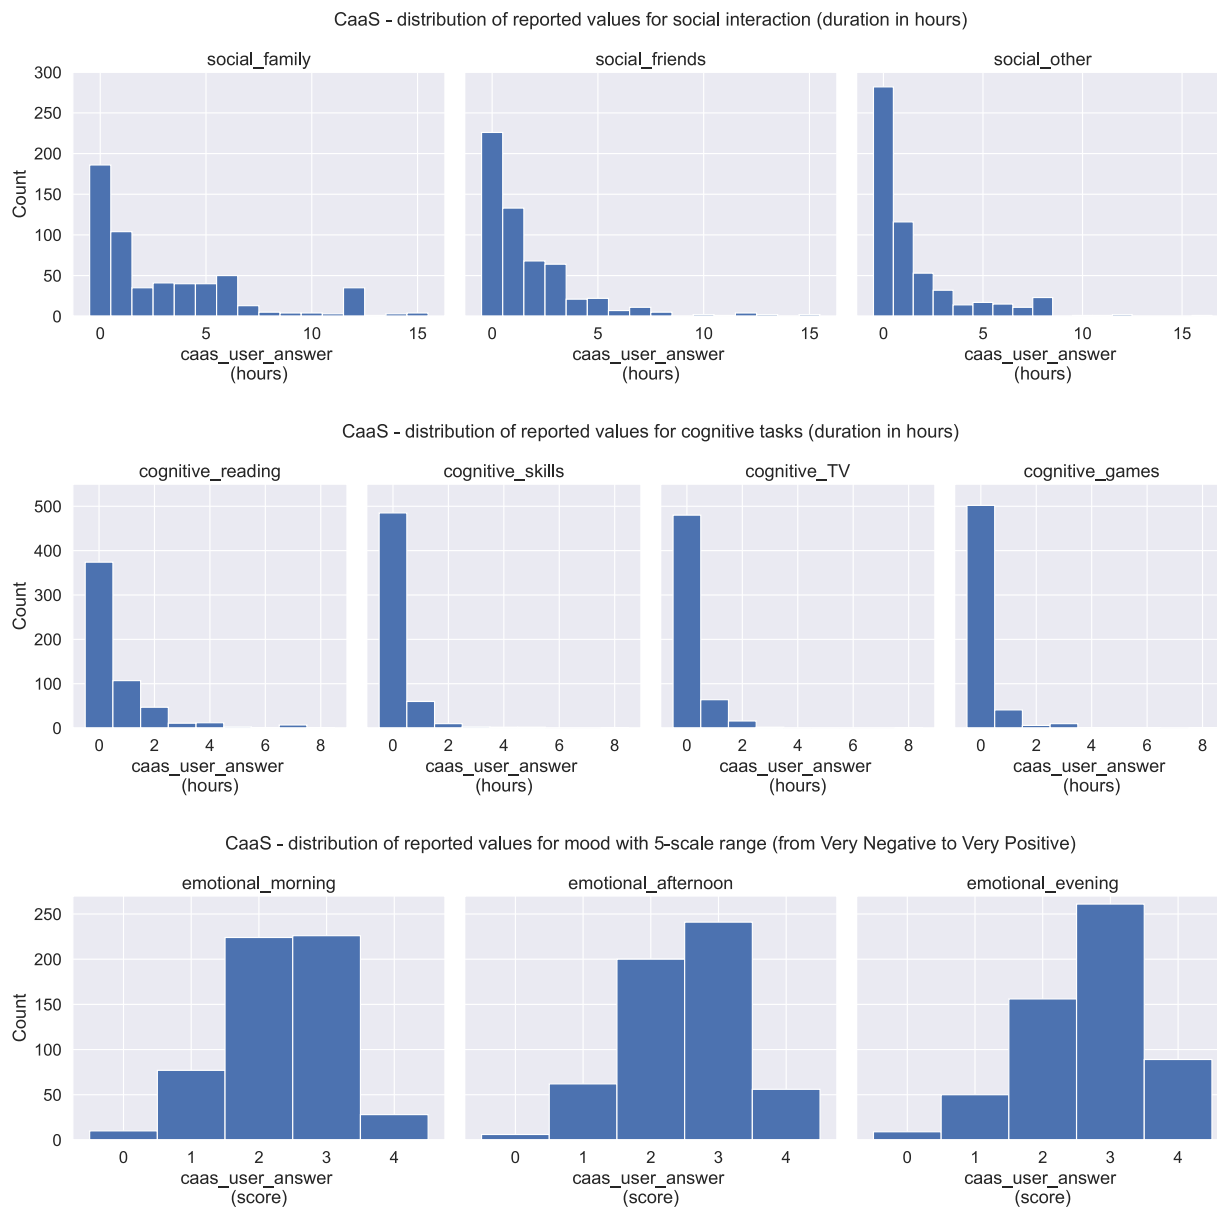 CaaS - distribution of reported values for social interaction (duration in hours)
social_family
social_friends
social_other
300
250
200
150
100
50
0
Count
0 5 10 15
0 5 10 15
0 5 10 15
caas_user_answer
(hours)
caas_user_answer
(hours)
caas_user_answer
(hours)
CaaS - distribution of reported values for cognitive tasks (duration in hours)
cognitive_reading
cognitive_skills
cognitive_TV
cognitive_games
500
400
300
200
100
0
Count
0 2 4 6 8
0 2 4 6 8
0 2 4 6 8
0 2 4 6 8
caas_user_answer
(hours)
caas_user_answer
(hours)
caas_user_answer
(hours)
caas_user_answer
(hours)
CaaS - distribution of reported values for mood with 5-scale range (from Very Negative to Very Positive)
emotional_morning
emotional_afternoon
emotional_evening
250
200
150
100
50
0
Count
0 1 2 3 4
0 1 2 3 4
0 1 2 3 4
caas_user_answer
(score)
caas_user_answer
(score)
caas_user_answer
(score)